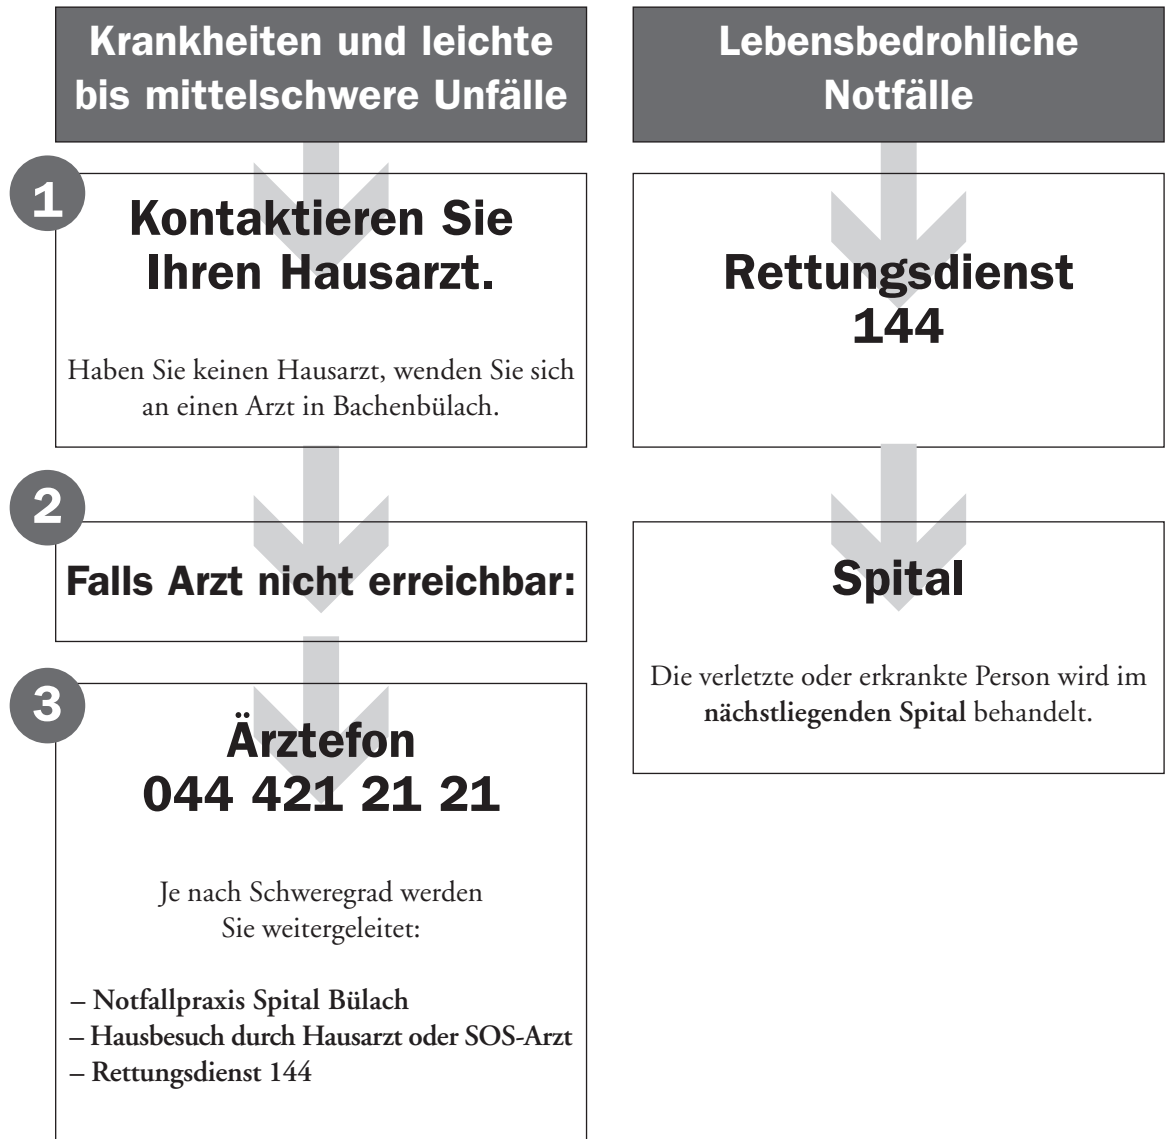 Krankheiten und leichte
bis mittelschwere Unfälle
1
Kontaktieren Sie
Ihren Hausarzt.
Haben Sie keinen Hausarzt, wenden Sie sich
an einen Arzt in Bachenbülach.
2
Falls Arzt nicht erreichbar:
3
Ärztefon
044 421 21 21
Je nach Schweregrad werden
Sie weitergeleitet:
– Notfallpraxis Spital Bülach
– Hausbesuch durch Hausarzt oder SOS-Arzt
– Rettungsdienst 144
Lebensbedrohliche
Notfälle
Rettungsdienst
144
Spital
Die verletzte oder erkrankte Person wird im
nächstliegenden Spital behandelt.